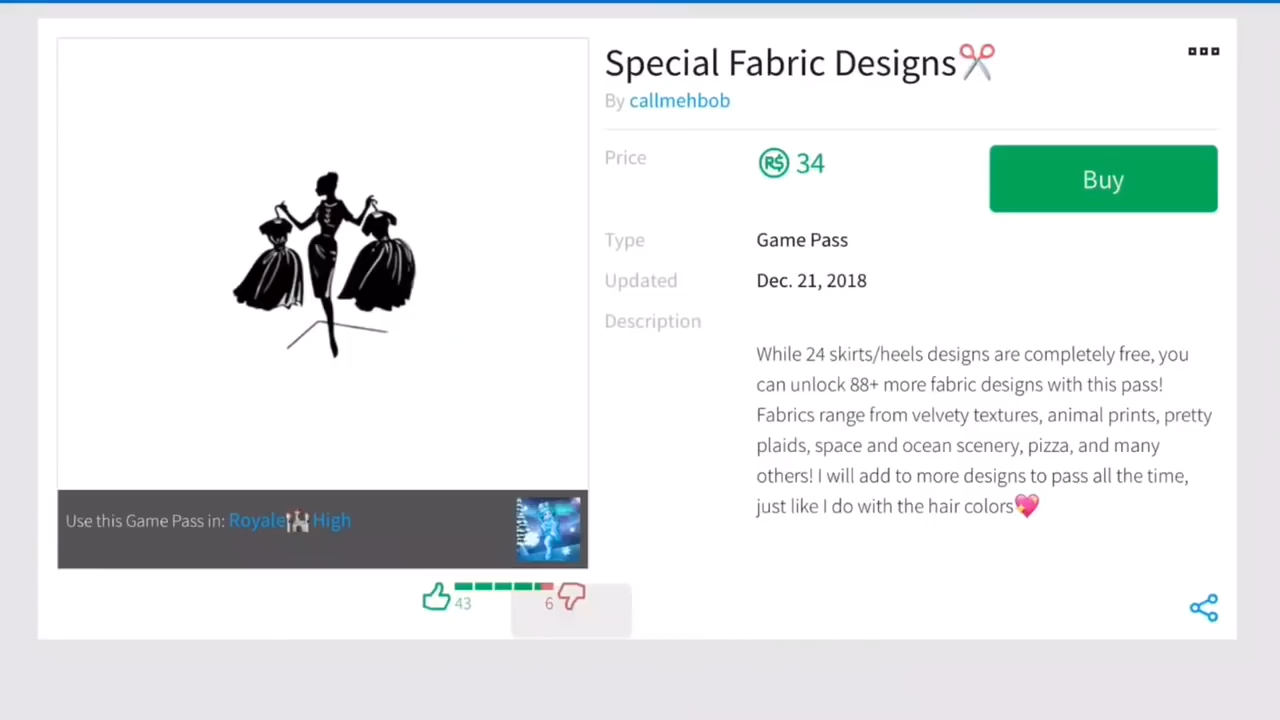 Special Fabric Designs✂️
By callmehbob
Price
R$ 34
Buy
Type
Game Pass
Updated
Dec. 21, 2018
Description
While 24 skirts/heels designs are completely free, you
can unlock 88+ more fabric designs with this pass!
Fabrics range from velvety textures, animal prints, pretty
plaids, space and ocean scenery, pizza, and many
others! I will add to more designs to pass all the time,
just like I do with the hair colors💖
Use this Game Pass in: Royale🏰High
43
6